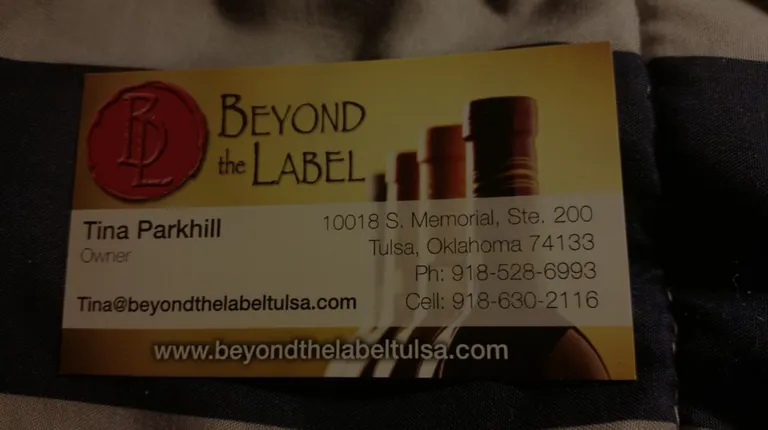 BL
BEYOND
the LABEL
Tina Parkhill
Owner
Tina@beyondthelabeltulsa.com
10018 S. Memorial, Ste. 200
Tulsa, Oklahoma 74133
Ph: 918-528-6993
Cell: 918-630-2116
www.beyondthelabeltulsa.com